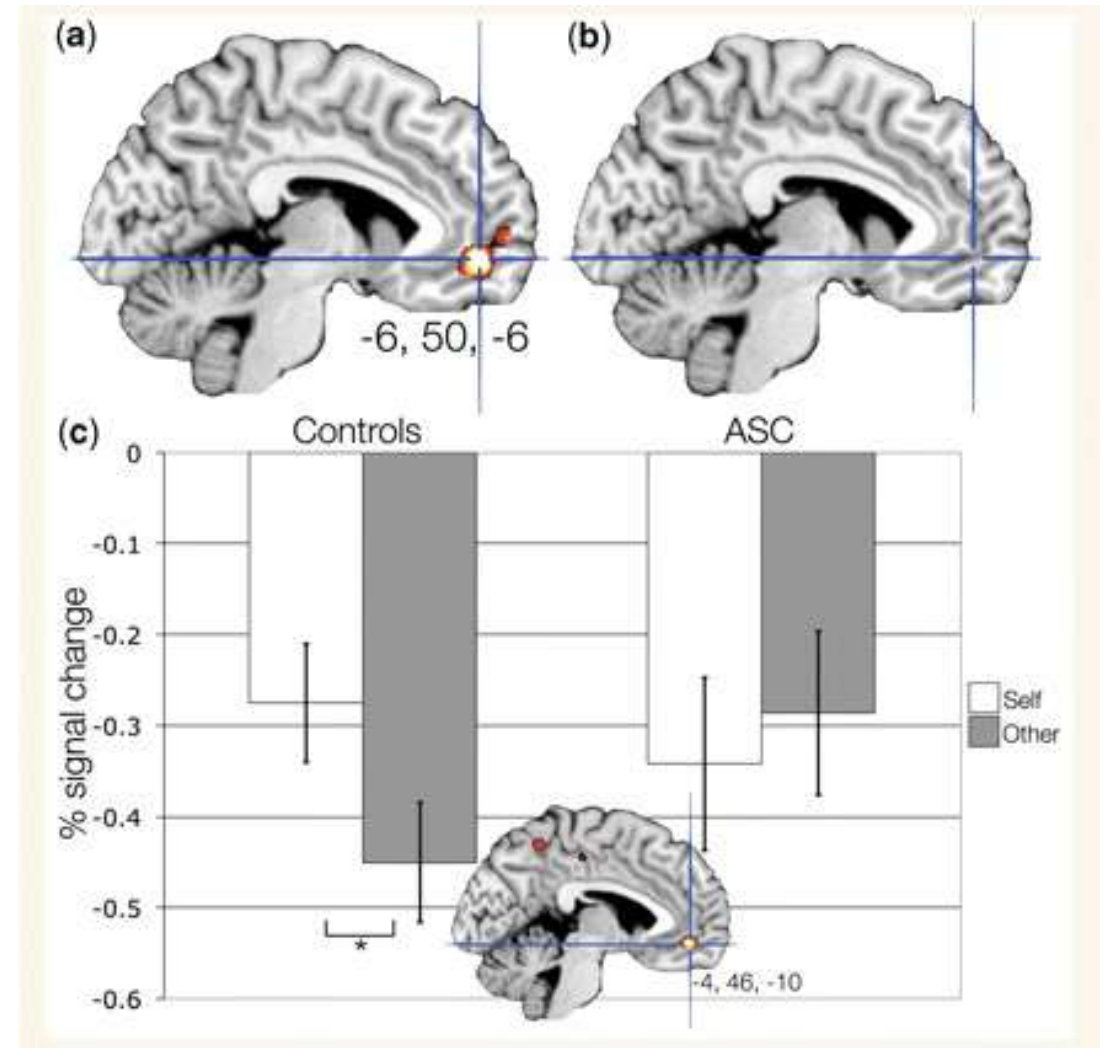 (a)
(b)
-6, 50, -6
(c)
Controls
ASC
% signal change
0
-0.1
-0.2
-0.3
-0.4
-0.5
-0.6
*
Self
Other
-4, 46, -10